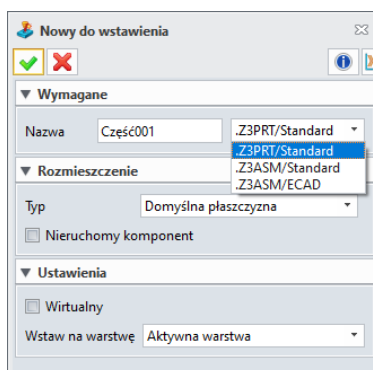 Nowy do wstawienia
Wymagane
Nazwa Część001 .Z3PRT/Standard
.Z3PRT/Standard
.Z3ASM/Standard
.Z3ASM/ECAD
Rozmieszczenie
Typ Domyślna płaszczyzna
Nieruchomy komponent
Ustawienia
Wirtualny
Wstaw na warstwę Aktywna warstwa